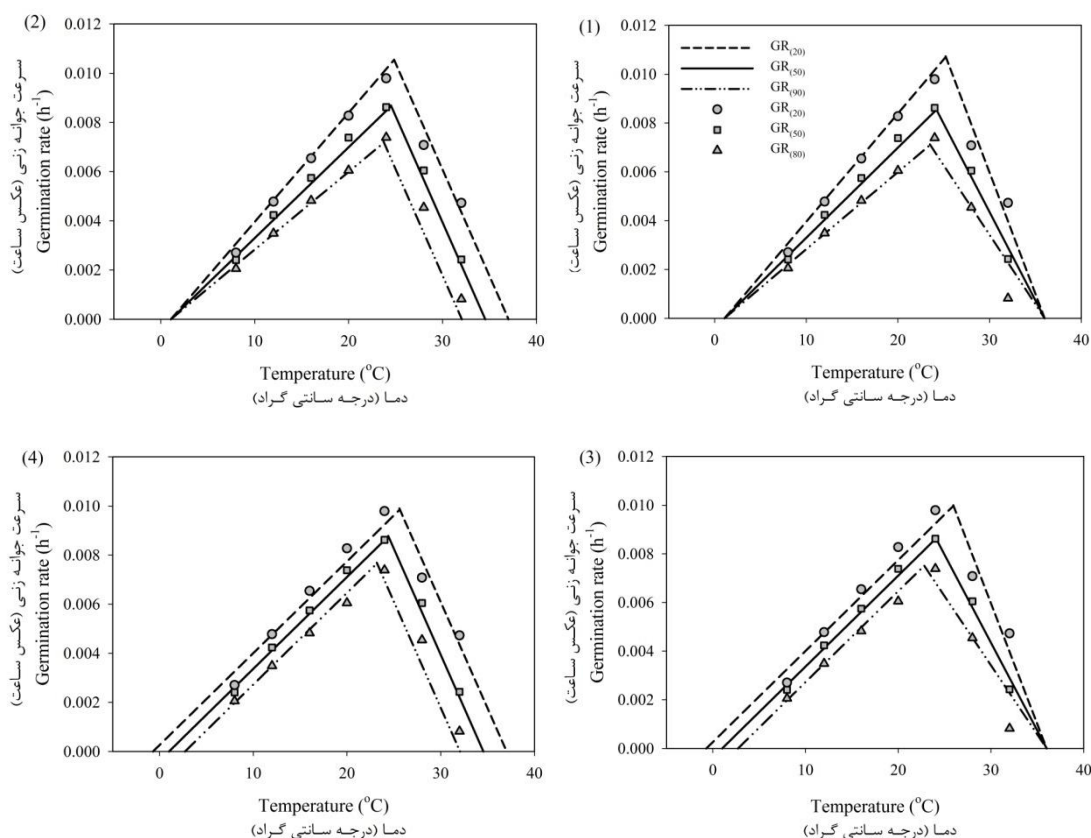 (2)
0.012
0.010
0.008
0.006
0.004
0.002
0.000
سرعت جوانه زنی (عکس ساعت)
Germination rate (h⁻¹)
0 10 20 30 40
Temperature (°C)
دما (درجه سانتی گراد)
(1)
0.012
0.010
0.008
0.006
0.004
0.002
0.000
سرعت جوانه زنی (عکس ساعت)
Germination rate (h⁻¹)
GR(20)
GR(50)
GR(90)
GR(20)
GR(50)
GR(80)
0 10 20 30 40
Temperature (°C)
دما (درجه سانتی گراد)
(4)
0.012
0.010
0.008
0.006
0.004
0.002
0.000
سرعت جوانه زنی (عکس ساعت)
Germination rate (h⁻¹)
0 10 20 30 40
Temperature (°C)
دما (درجه سانتی گراد)
(3)
0.012
0.010
0.008
0.006
0.004
0.002
0.000
سرعت جوانه زنی (عکس ساعت)
Germination rate (h⁻¹)
0 10 20 30 40
Temperature (°C)
دما (درجه سانتی گراد)